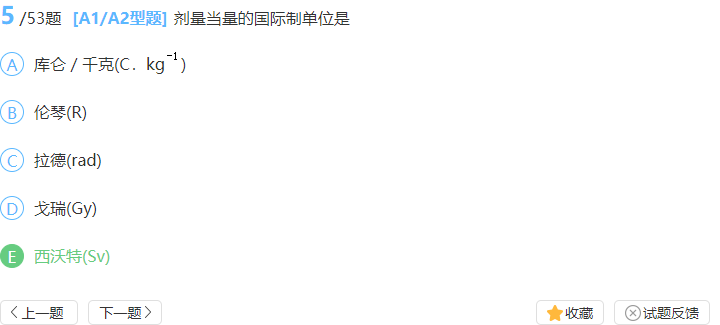 5 /53题 [A1/A2型题] 剂量当量的国际制单位是
A 库仑 / 千克(C．kg⁻¹)
B 伦琴(R)
C 拉德(rad)
D 戈瑞(Gy)
E 西沃特(Sv)
上一题 下一题 收藏 试题反馈